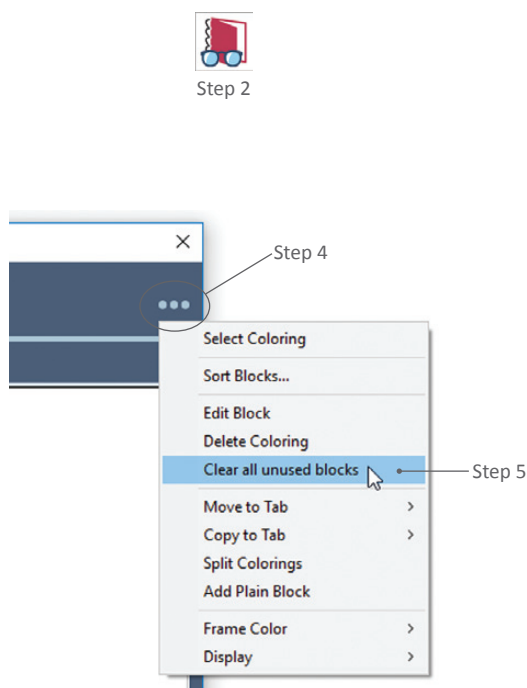 Step 2
Step 4
Select Coloring
Sort Blocks...
Edit Block
Delete Coloring
Clear all unused blocks
Step 5
Move to Tab
Copy to Tab
Split Colorings
Add Plain Block
Frame Color
Display